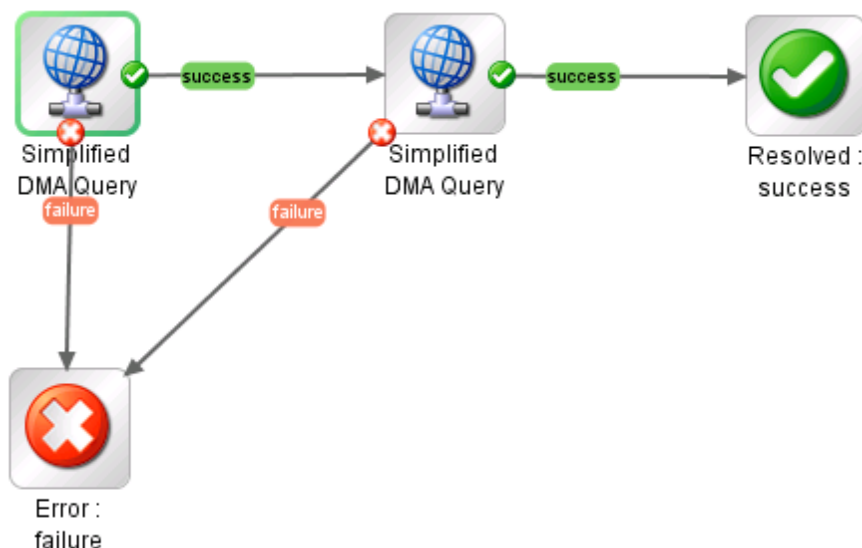 success
success
Simplified
DMA Query
Simplified
DMA Query
Resolved :
success
failure
failure
Error :
failure